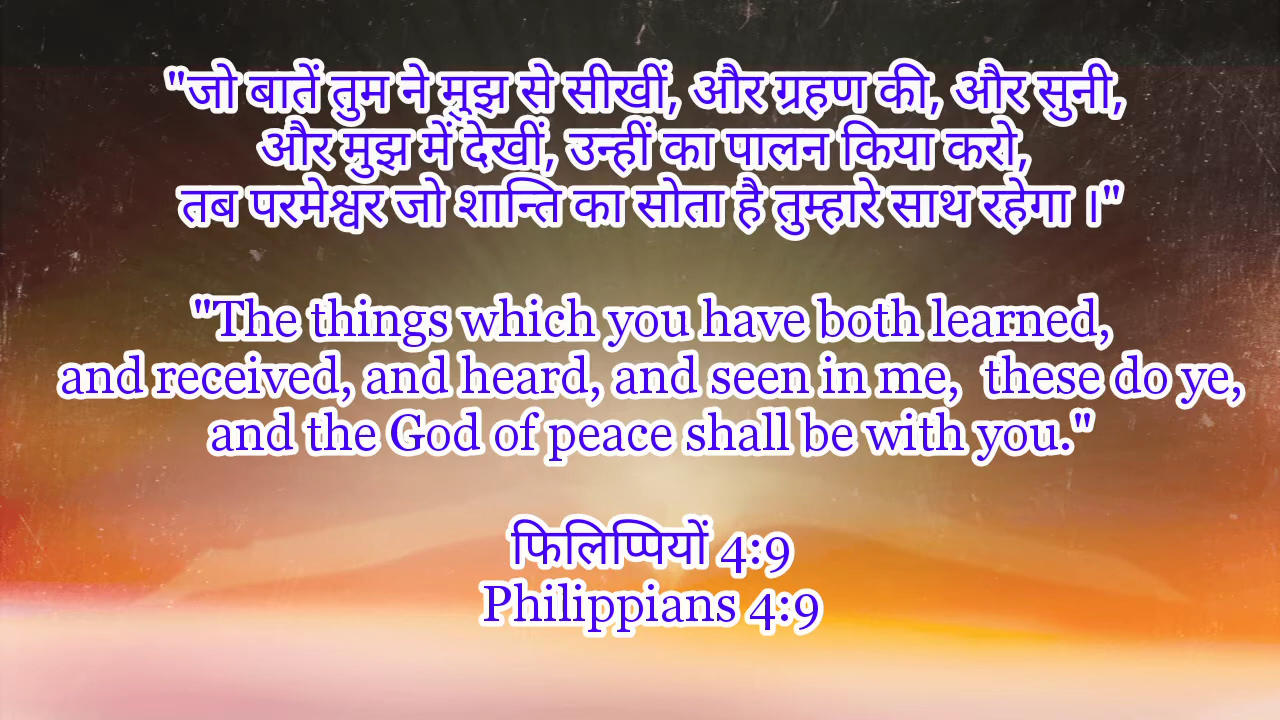 "जो बातें तुम ने मुझ से सीखीं, और ग्रहण की, और सुनी,
और मुझ में देखीं, उन्हीं का पालन किया करो,
तब परमेश्वर जो शान्ति का सोता है तुम्हारे साथ रहेगा ।"
"The things which you have both learned,
and received, and heard, and seen in me,  these do ye,
and the God of peace shall be with you."
फिलिप्पियों 4:9
Philippians 4:9